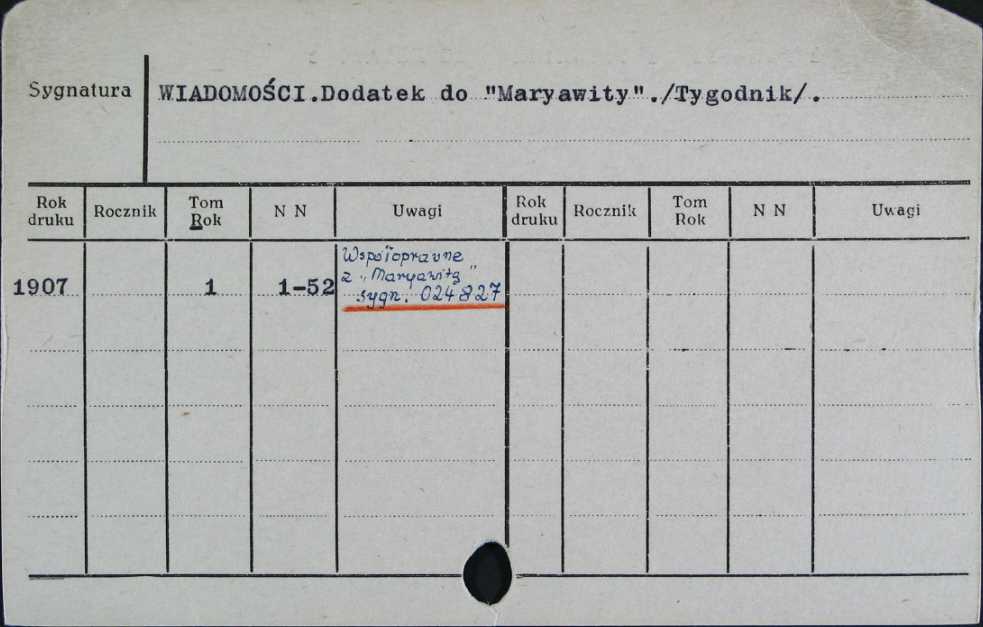 Sygnatura WIADOMOŚCI.Dodatek do "Maryawity"./Tygodnik/.
Rok druku Rocznik Tom Rok N N Uwagi Rok druku Rocznik Tom Rok N N Uwagi
Wspóľoprawne
z "Maryawitą"
1907 1 1-52 sygn. 024827